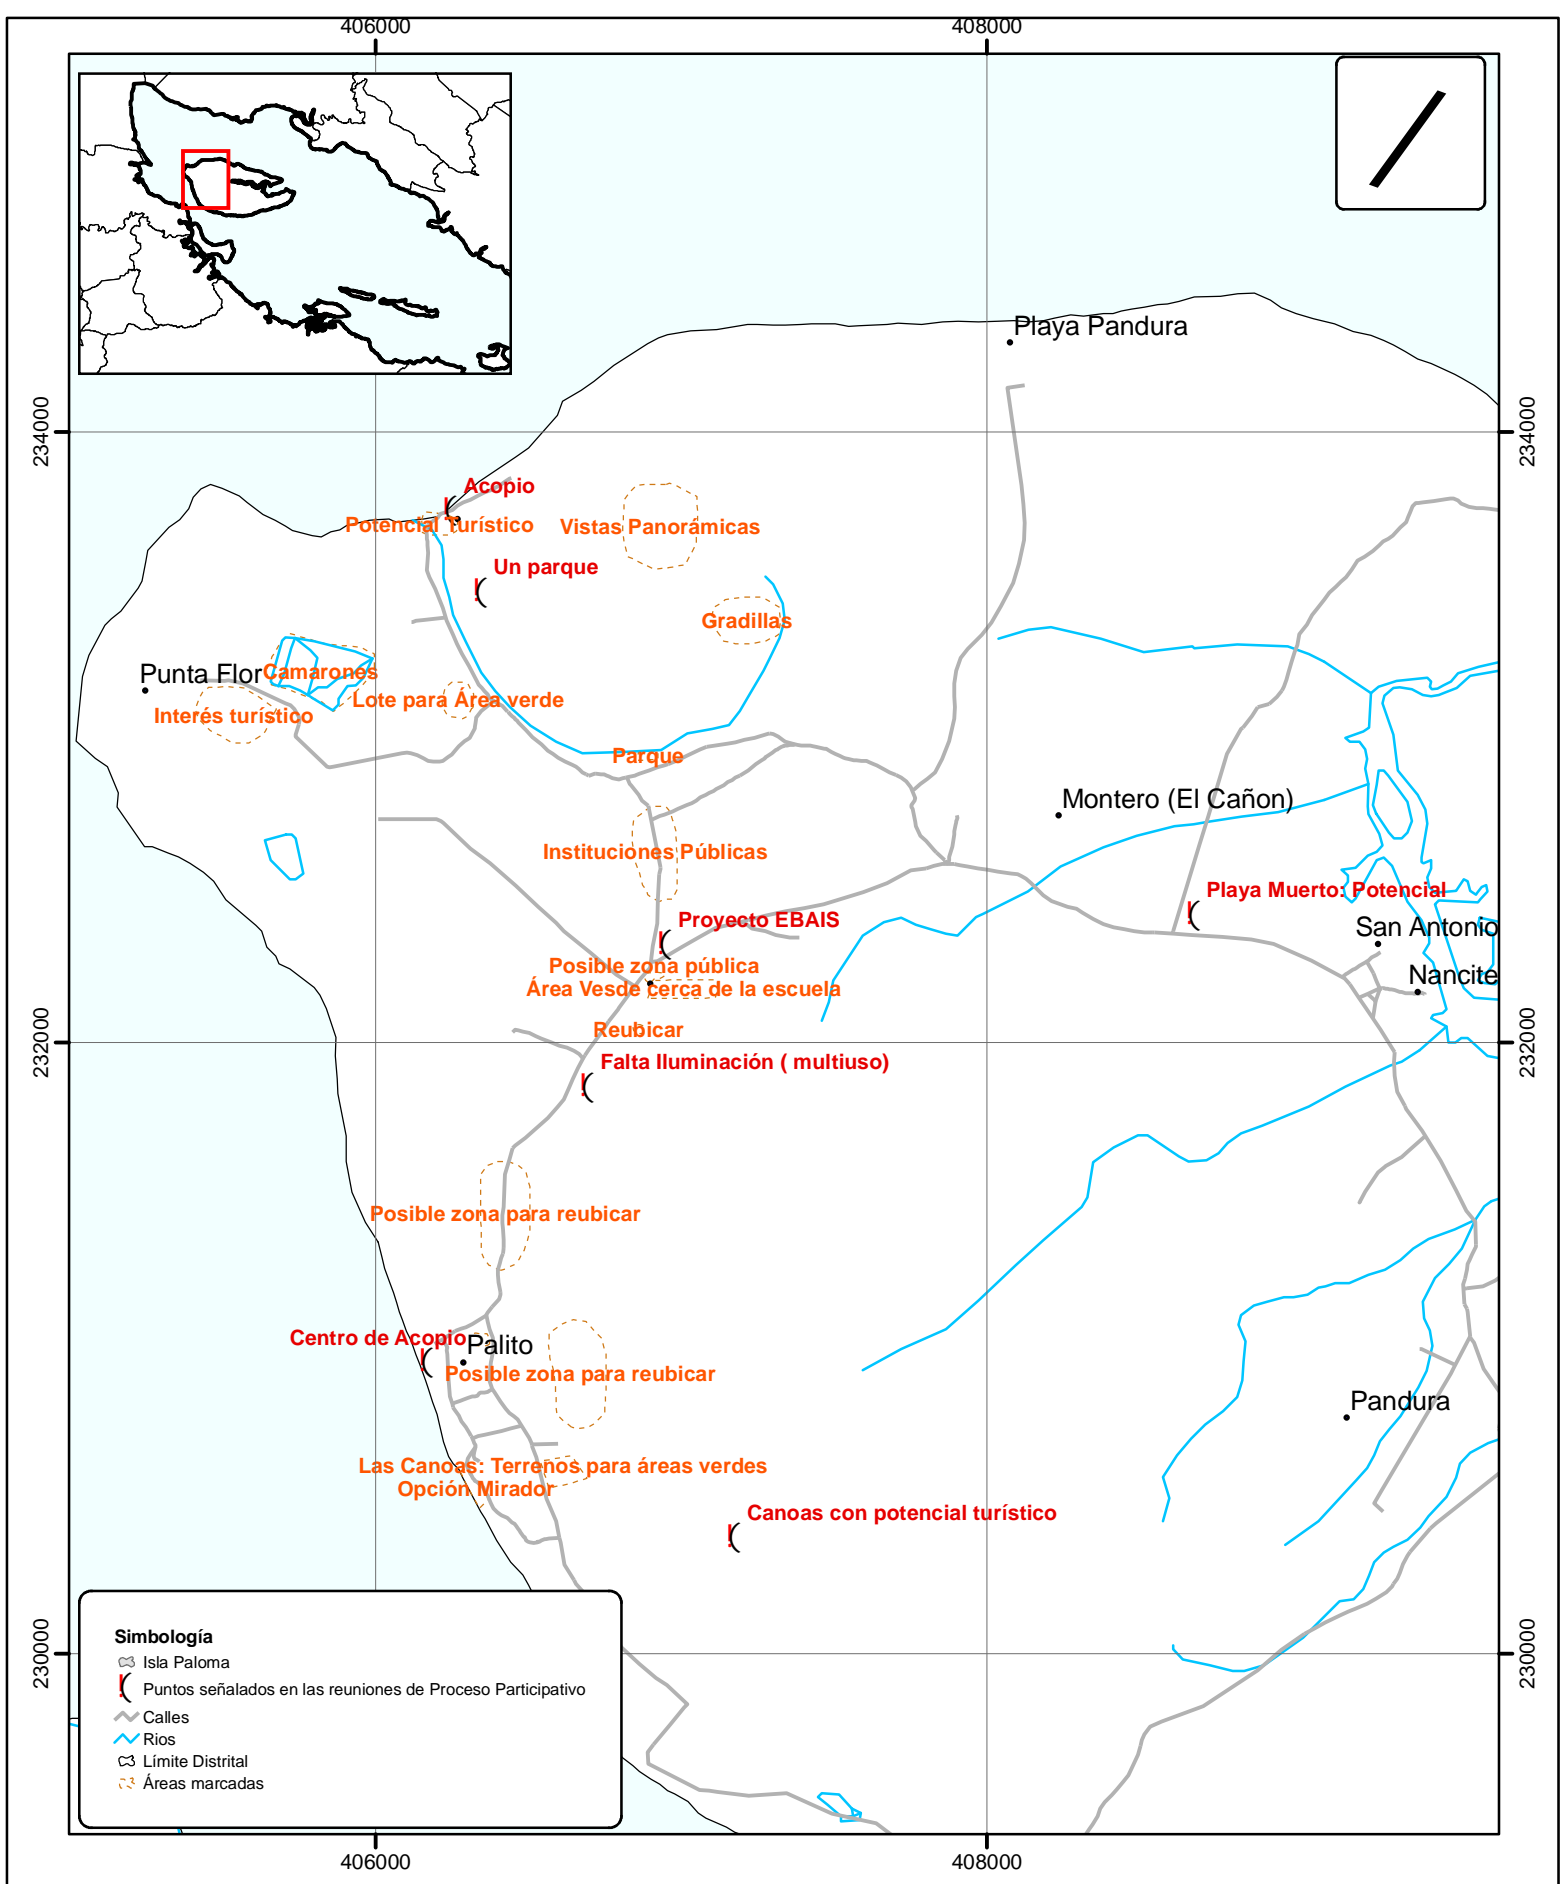 406000
408000
Playa Pandura
234000
234000
Acopio
Potencial Turístico
Vistas Panorámicas
Un parque
Gradillas
Punta Flor
Camarones
Lote para Área verde
Interés turístico
Parque
Montero (El Cañon)
Instituciones Públicas
Playa Muerto: Potencial
Proyecto EBAIS
San Antonio
Posible zona pública
Nancite
Área Vesde cerca de la escuela
Reubicar
232000
232000
Falta Iluminación ( multiuso)
Posible zona para reubicar
Centro de Acopio
Palito
Posible zona para reubicar
Pandura
Las Canoas: Terrenos para áreas verdes
Opción Mirador
Canoas con potencial turístico
230000
230000
Simbología
Isla Paloma
Puntos señalados en las reuniones de Proceso Participativo
Calles
Rios
Límite Distrital
Áreas marcadas
406000
408000